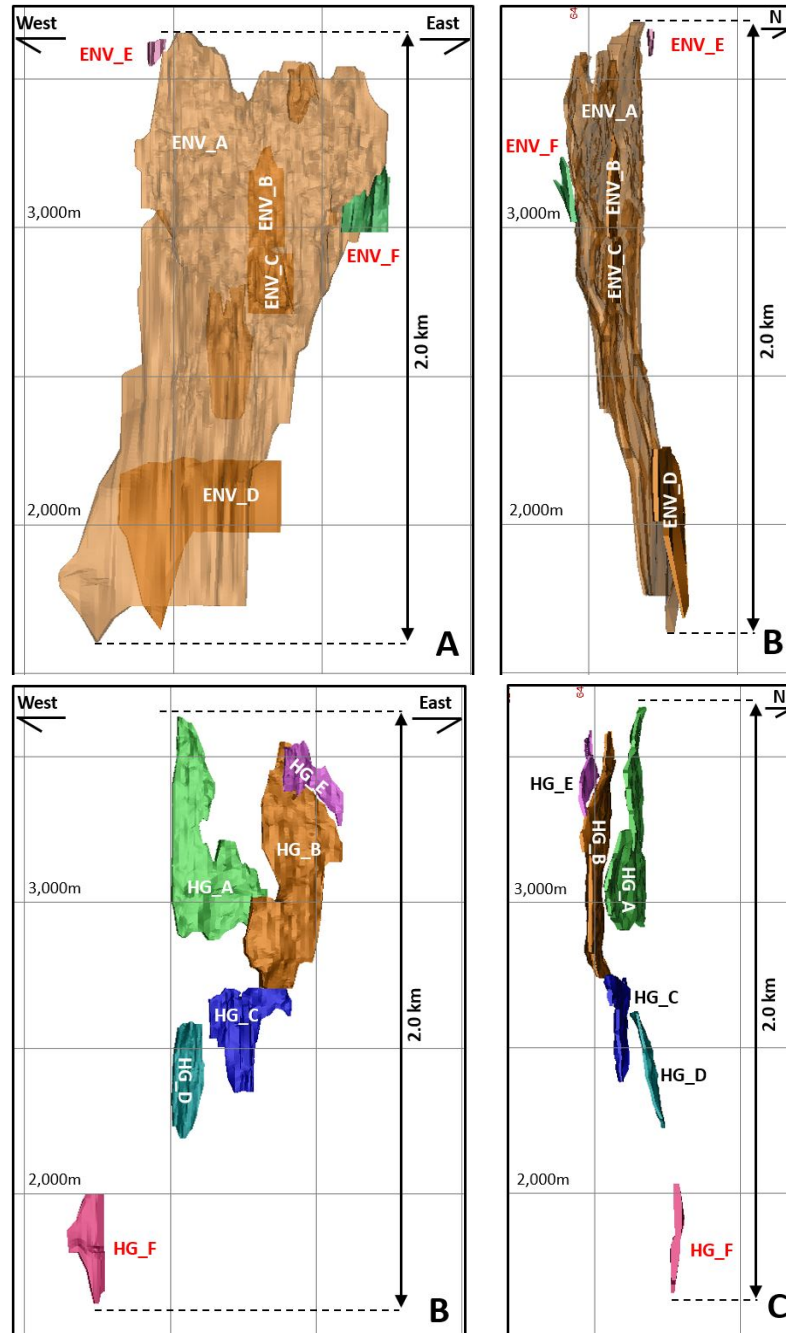 West
East
ENV_E
ENV_A
ENV_B
ENV_C
3,000m
ENV_F
2.0 km
ENV_D
2,000m
A
N
ENV_E
ENV_A
ENV_F
ENV_B
3,000m
ENV_C
2.0 km
ENV_D
2,000m
B
West
East
HG_E
HG_B
HG_A
3,000m
HG_C
2.0 km
HG_D
2,000m
HG_F
B
N
HG_E
HG_B
HG_A
3,000m
HG_C
2.0 km
HG_D
2,000m
HG_F
C